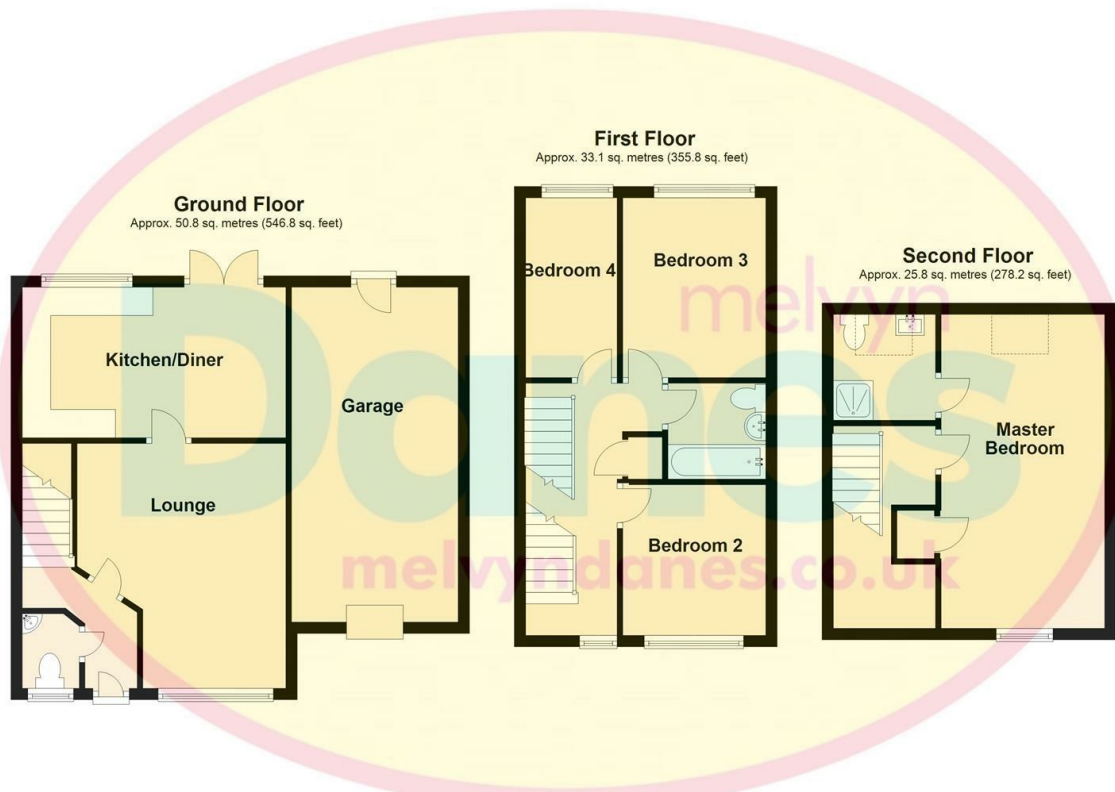 First Floor
Approx. 33.1 sq. metres (355.8 sq. feet)
Ground Floor
Approx. 50.8 sq. metres (546.8 sq. feet)
Second Floor
Approx. 25.8 sq. metres (278.2 sq. feet)
Bedroom 4
Bedroom 3
melvyn
Danes
Kitchen/Diner
Garage
Master
Bedroom
Lounge
Bedroom 2
melvyndanes.co.uk